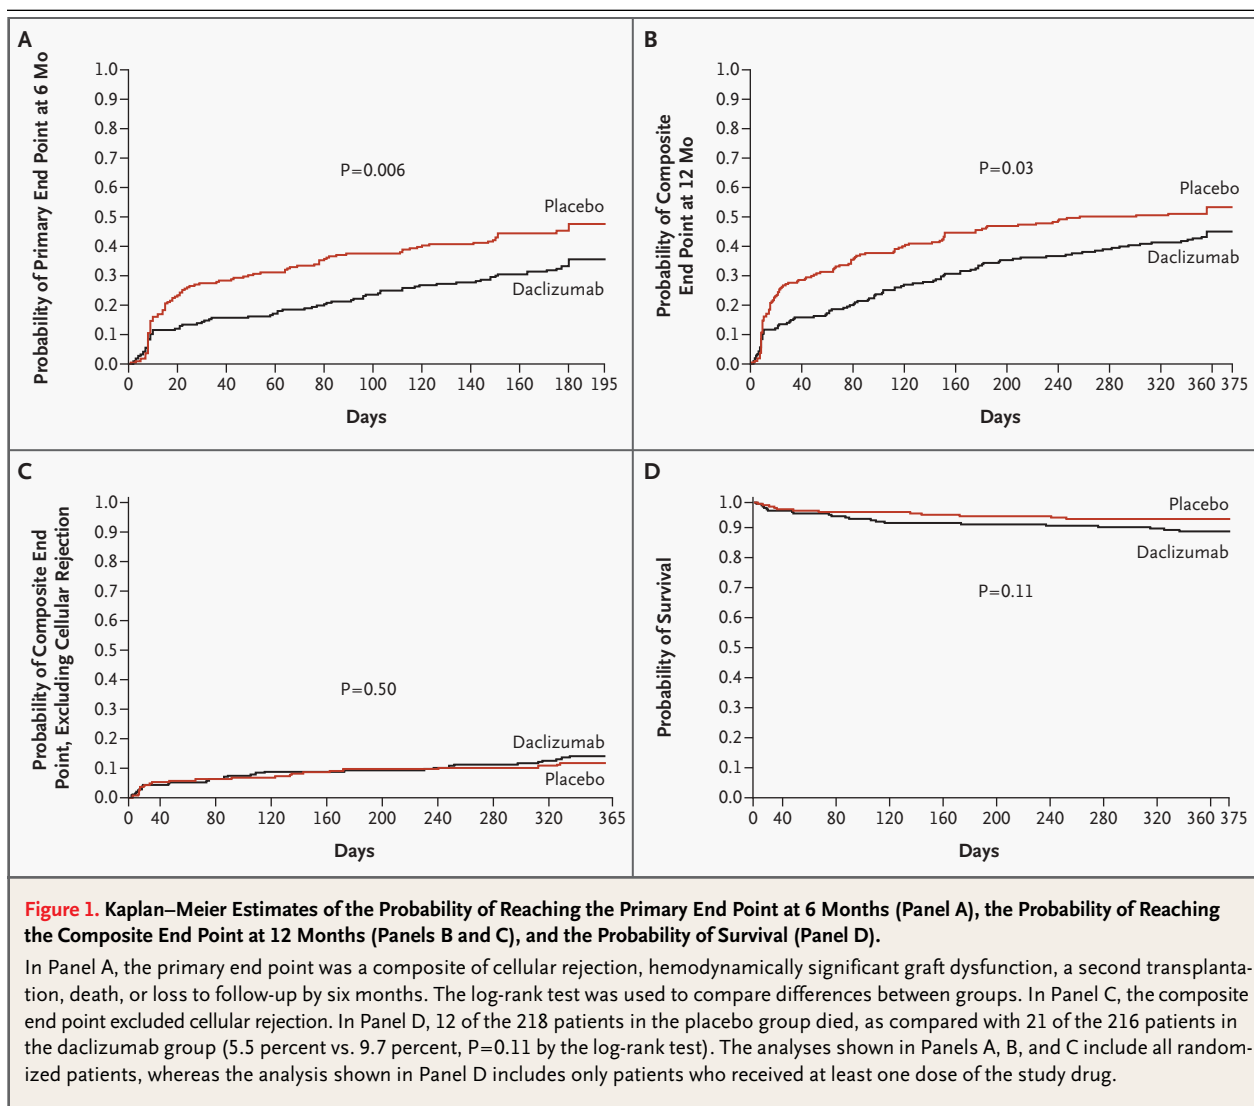 A
Probability of Primary End Point at 6 Mo
1.0
0.9
0.8
0.7
0.6
0.5
0.4
0.3
0.2
0.1
0.0
P=0.006
Placebo
Daclizumab
0 20 40 60 80 100 120 140 160 180 195
Days
B
Probability of Composite
End Point at 12 Mo
1.0
0.9
0.8
0.7
0.6
0.5
0.4
0.3
0.2
0.1
0.0
P=0.03
Placebo
Daclizumab
0 40 80 120 160 200 240 280 320 360 375
Days
C
Probability of Composite End
Point, Excluding Cellular Rejection
1.0
0.9
0.8
0.7
0.6
0.5
0.4
0.3
0.2
0.1
0.0
P=0.50
Daclizumab
Placebo
0 40 80 120 160 200 240 280 320 365
Days
D
Probability of Survival
1.0
0.9
0.8
0.7
0.6
0.5
0.4
0.3
0.2
0.1
0.0
Placebo
Daclizumab
P=0.11
0 40 80 120 160 200 240 280 320 360 375
Days
Figure 1. Kaplan–Meier Estimates of the Probability of Reaching the Primary End Point at 6 Months (Panel A), the Probability of Reaching
the Composite End Point at 12 Months (Panels B and C), and the Probability of Survival (Panel D).
In Panel A, the primary end point was a composite of cellular rejection, hemodynamically significant graft dysfunction, a second transplanta-
tion, death, or loss to follow-up by six months. The log-rank test was used to compare differences between groups. In Panel C, the composite
end point excluded cellular rejection. In Panel D, 12 of the 218 patients in the placebo group died, as compared with 21 of the 216 patients in
the daclizumab group (5.5 percent vs. 9.7 percent, P=0.11 by the log-rank test). The analyses shown in Panels A, B, and C include all random-
ized patients, whereas the analysis shown in Panel D includes only patients who received at least one dose of the study drug.